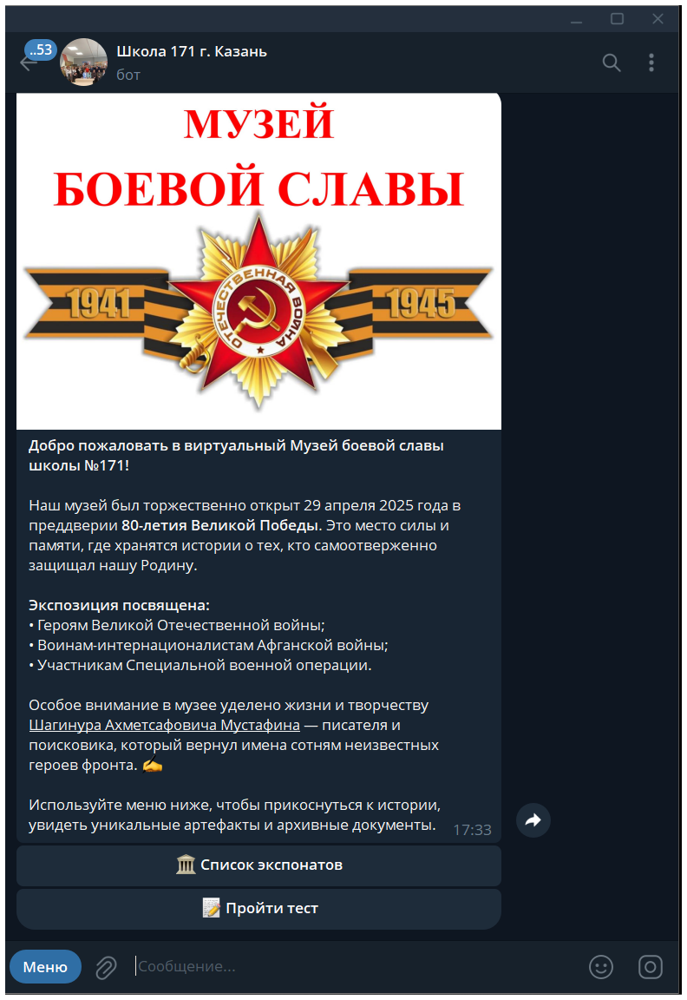 ..53
Школа 171 г. Казань
бот
МУЗЕЙ
БОЕВОЙ СЛАВЫ
1941
ОТЕЧЕСТВЕННАЯ ВОЙНА
1945
Добро пожаловать в виртуальный Музей боевой славы
школы №171!
Наш музей был торжественно открыт 29 апреля 2025 года в
преддверии 80-летия Великой Победы. Это место силы и
памяти, где хранятся истории о тех, кто самоотверженно
защищал нашу Родину.
Экспозиция посвящена:
• Героям Великой Отечественной войны;
• Воинам-интернационалистам Афганской войны;
• Участникам Специальной военной операции.
Особое внимание в музее уделено жизни и творчеству
Шагинура Ахметсафовича Мустафина — писателя и
поисковика, который вернул имена сотням неизвестных
героев фронта. ✍️
Используйте меню ниже, чтобы прикоснуться к истории,
увидеть уникальные артефакты и архивные документы.
17:33
🏛️ Список экспонатов
📝 Пройти тест
Меню
Сообщение...